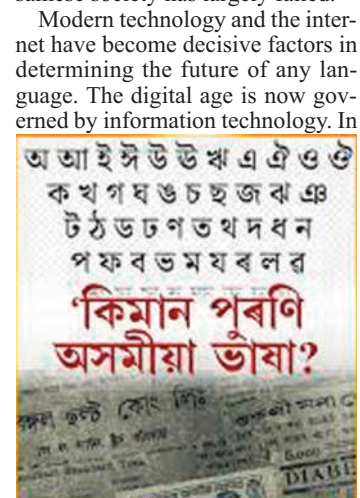 Modern technology and the inter-
net have become decisive factors in
determining the future of any lan-
guage. The digital age is now gov-
erned by information technology. In
অ আ ই ঈ উ ঊ ঋ এ ঐ ও ঔ
ক খ গ ঘ ঙ চ ছ জ ঝ ঞ
ট ঠ ড ঢ ণ ত থ দ ধ ন
প ফ ব ভ ম য ৰ ল ৱ
‘কিমান পুৰণি
অসমীয়া ভাষা?
DIABE